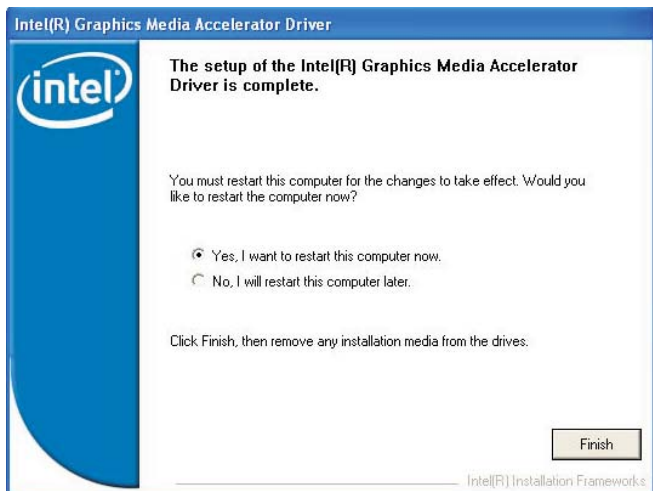 Intel(R) Graphics Media Accelerator Driver
intel
The setup of the Intel(R) Graphics Media Accelerator
Driver is complete.
You must restart this computer for the changes to take effect. Would you
like to restart the computer now?
Yes, I want to restart this computer now.
No, I will restart this computer later.
Click Finish, then remove any installation media from the drives.
Finish
Intel(R) Installation Frameworks